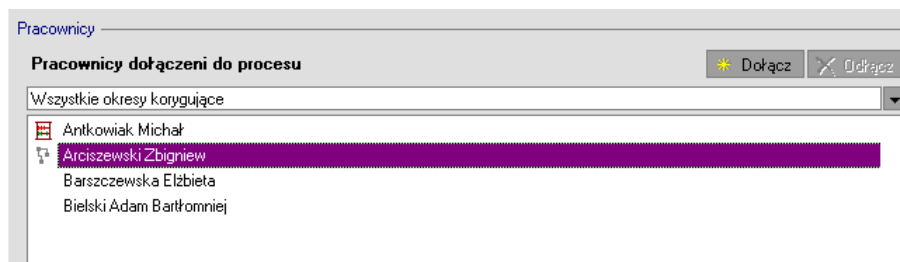 Pracownicy
Pracownicy dołączeni do procesu
Dołącz
Odłącz
Wszystkie okresy korygujące
Antkowiak Michał
Arciszewski Zbigniew
Barszczewska Elżbieta
Bielski Adam Bartłomniej